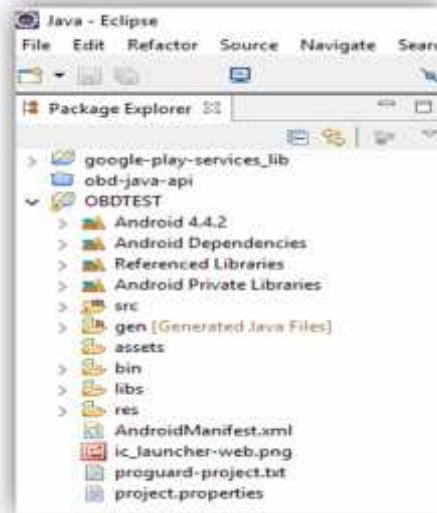 Java - Eclipse
File Edit Refactor Source Navigate Searc
Package Explorer
google-play-services_lib
obd-java-api
OBDTEST
Android 4.4.2
Android Dependencies
Referenced Libraries
Android Private Libraries
src
gen [Generated Java Files]
assets
bin
libs
res
AndroidManifest.xml
ic_launcher-web.png
proguard-project.txt
project.properties